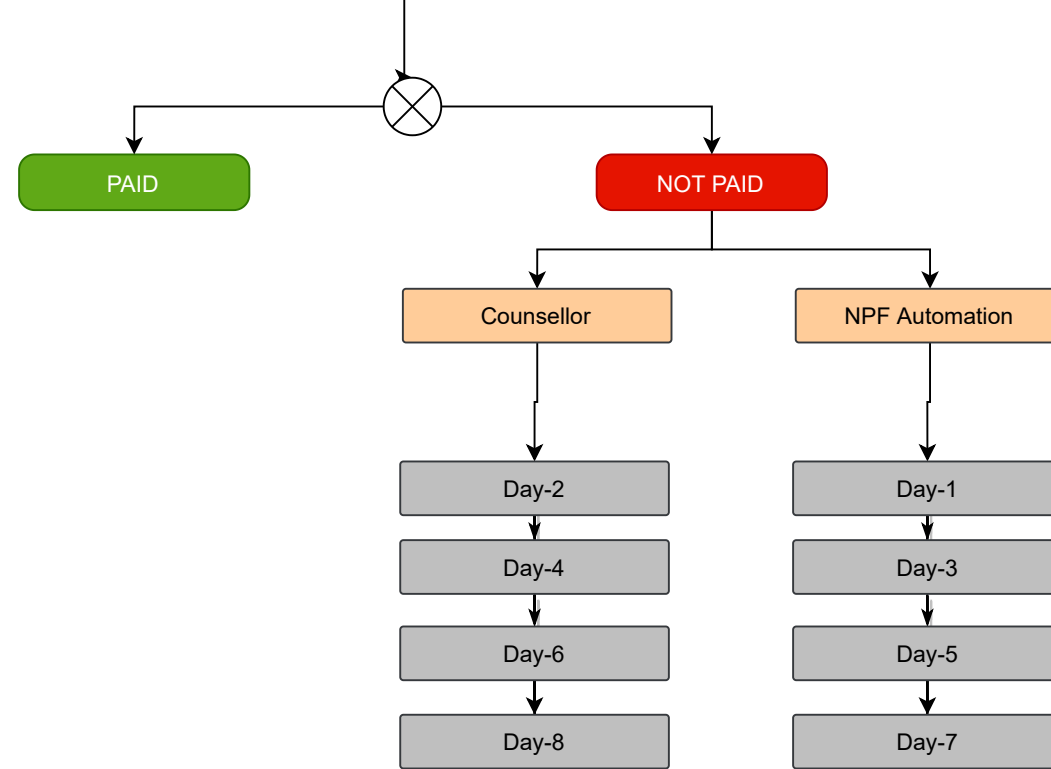 PAID
NOT PAID
Counsellor
NPF Automation
Day-2
Day-1
Day-4
Day-3
Day-6
Day-5
Day-8
Day-7